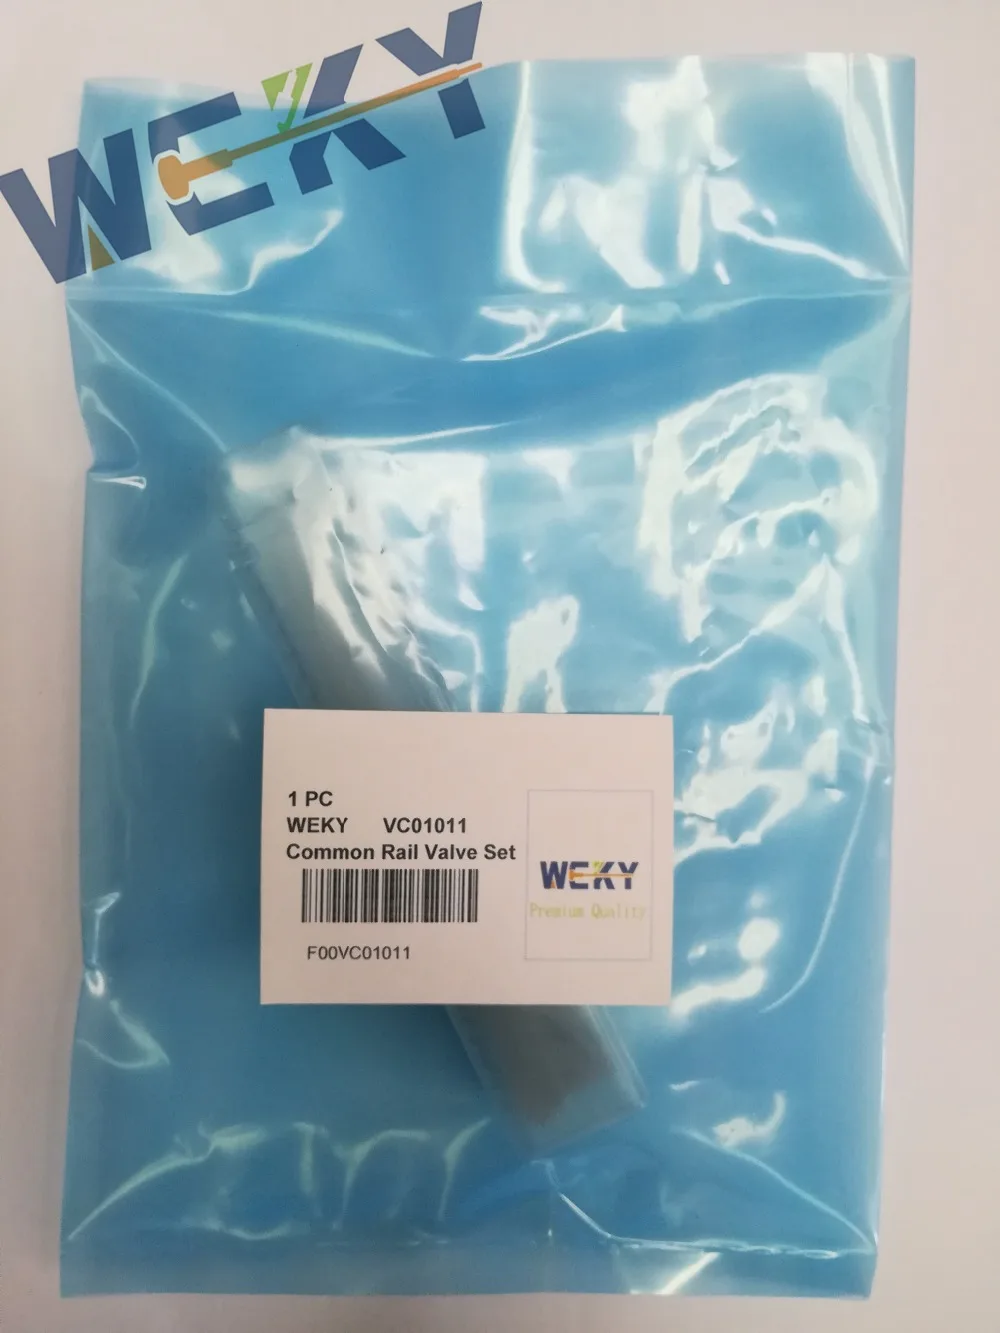 WEKY
1 PC
WEKY VC01011
Common Rail Valve Set
F00VC01011
WEKY
Premium Quality